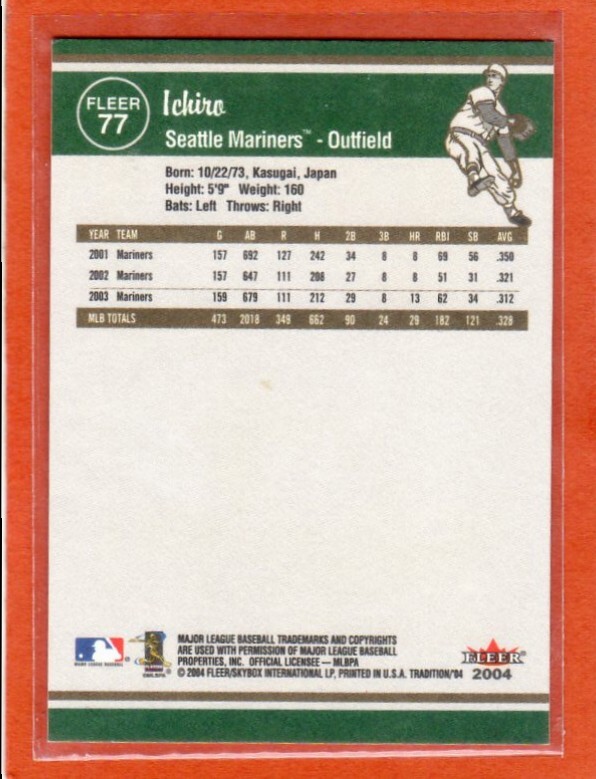 FLEER
77
Ichiro
Seattle Mariners™ - Outfield
Born: 10/22/73, Kasugai, Japan
Height: 5'9" Weight: 160
Bats: Left Throws: Right
YEAR TEAM G AB R H 2B 3B HR RBI SB AVG
2001 Mariners 157 692 127 242 34 8 8 69 56 .350
2002 Mariners 157 647 111 208 27 8 8 51 31 .321
2003 Mariners 159 679 111 212 29 8 13 62 34 .312
MLB TOTALS 473 2018 349 662 90 24 29 182 121 .328
MAJOR LEAGUE BASEBALL TRADEMARKS AND COPYRIGHTS
ARE USED WITH PERMISSION OF MAJOR LEAGUE BASEBALL
PROPERTIES, INC. OFFICIAL LICENSEE — MLBPA
© 2004 FLEER/SKYBOX INTERNATIONAL LP, PRINTED IN U.S.A. TRADITION/'04
MAJOR LEAGUE BASEBALL
FLEER
2004